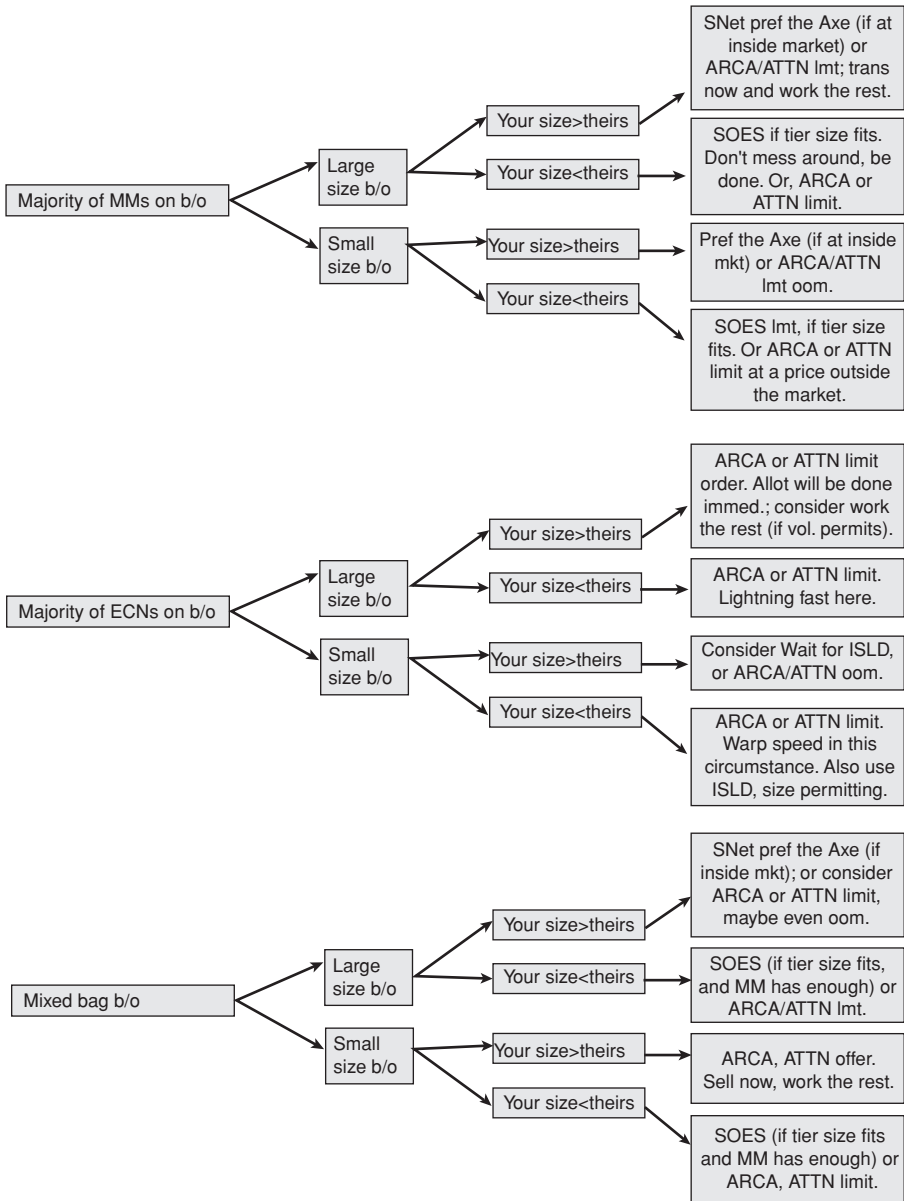 Majority of MMs on b/o
Large
size b/o
Your size>theirs
SNet pref the Axe (if at
inside market) or
ARCA/ATTN lmt; trans
now and work the rest.
Your size<theirs
SOES if tier size fits.
Don't mess around, be
done. Or, ARCA or
ATTN limit.
Small
size b/o
Your size>theirs
Pref the Axe (if at inside
mkt) or ARCA/ATTN
lmt oom.
Your size<theirs
SOES lmt, if tier size
fits. Or ARCA or ATTN
limit at a price outside
the market.
Majority of ECNs on b/o
Large
size b/o
Your size>theirs
ARCA or ATTN limit
order. Allot will be done
immed.; consider work
the rest (if vol. permits).
Your size<theirs
ARCA or ATTN limit.
Lightning fast here.
Small
size b/o
Your size>theirs
Consider Wait for ISLD,
or ARCA/ATTN oom.
Your size<theirs
ARCA or ATTN limit.
Warp speed in this
circumstance. Also use
ISLD, size permitting.
Mixed bag b/o
Large
size b/o
Your size>theirs
SNet pref the Axe (if
inside mkt); or consider
ARCA or ATTN limit,
maybe even oom.
Your size<theirs
SOES (if tier size fits,
and MM has enough) or
ARCA/ATTN lmt.
Small
size b/o
Your size>theirs
ARCA, ATTN offer.
Sell now, work the rest.
Your size<theirs
SOES (if tier size fits
and MM has enough) or
ARCA, ATTN limit.